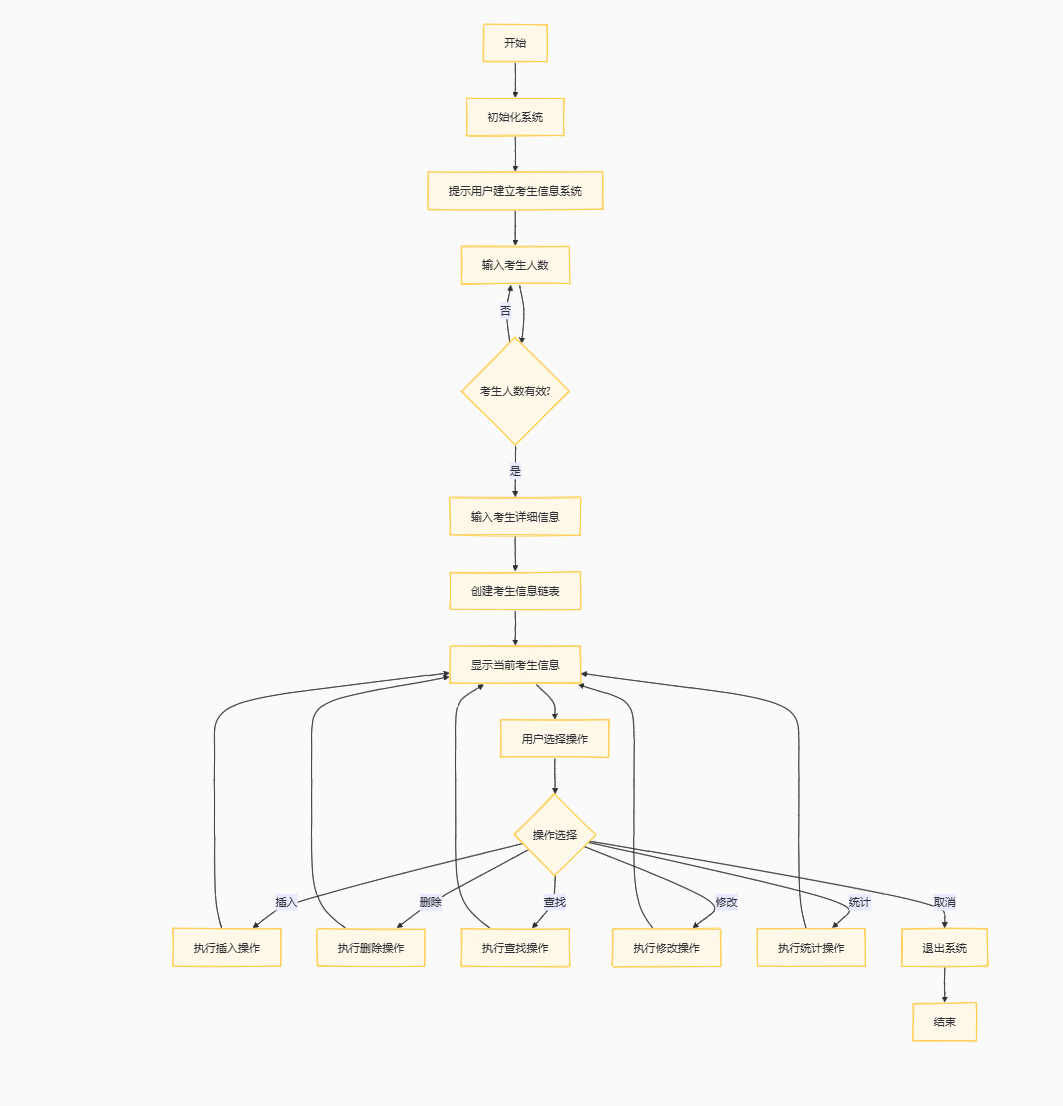 开始
初始化系统
提示用户建立考生信息系统
输入考生人数
否
考生人数有效?
是
输入考生详细信息
创建考生信息链表
显示当前考生信息
用户选择操作
操作选择
插入
删除
查找
修改
统计
取消
执行插入操作
执行删除操作
执行查找操作
执行修改操作
执行统计操作
退出系统
结束